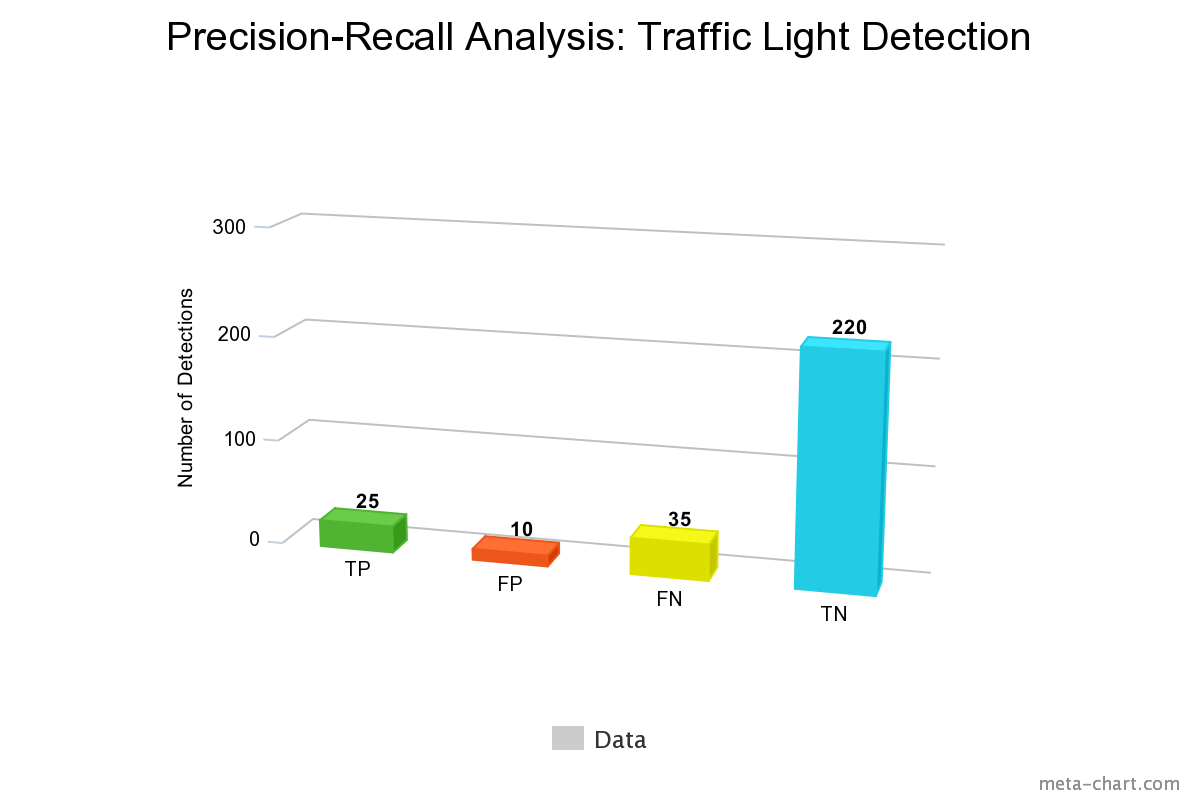 Precision-Recall Analysis: Traffic Light Detection
300
200
100
0
Number of Detections
25
10
35
220
TP
FP
FN
TN
Data
meta-chart.com